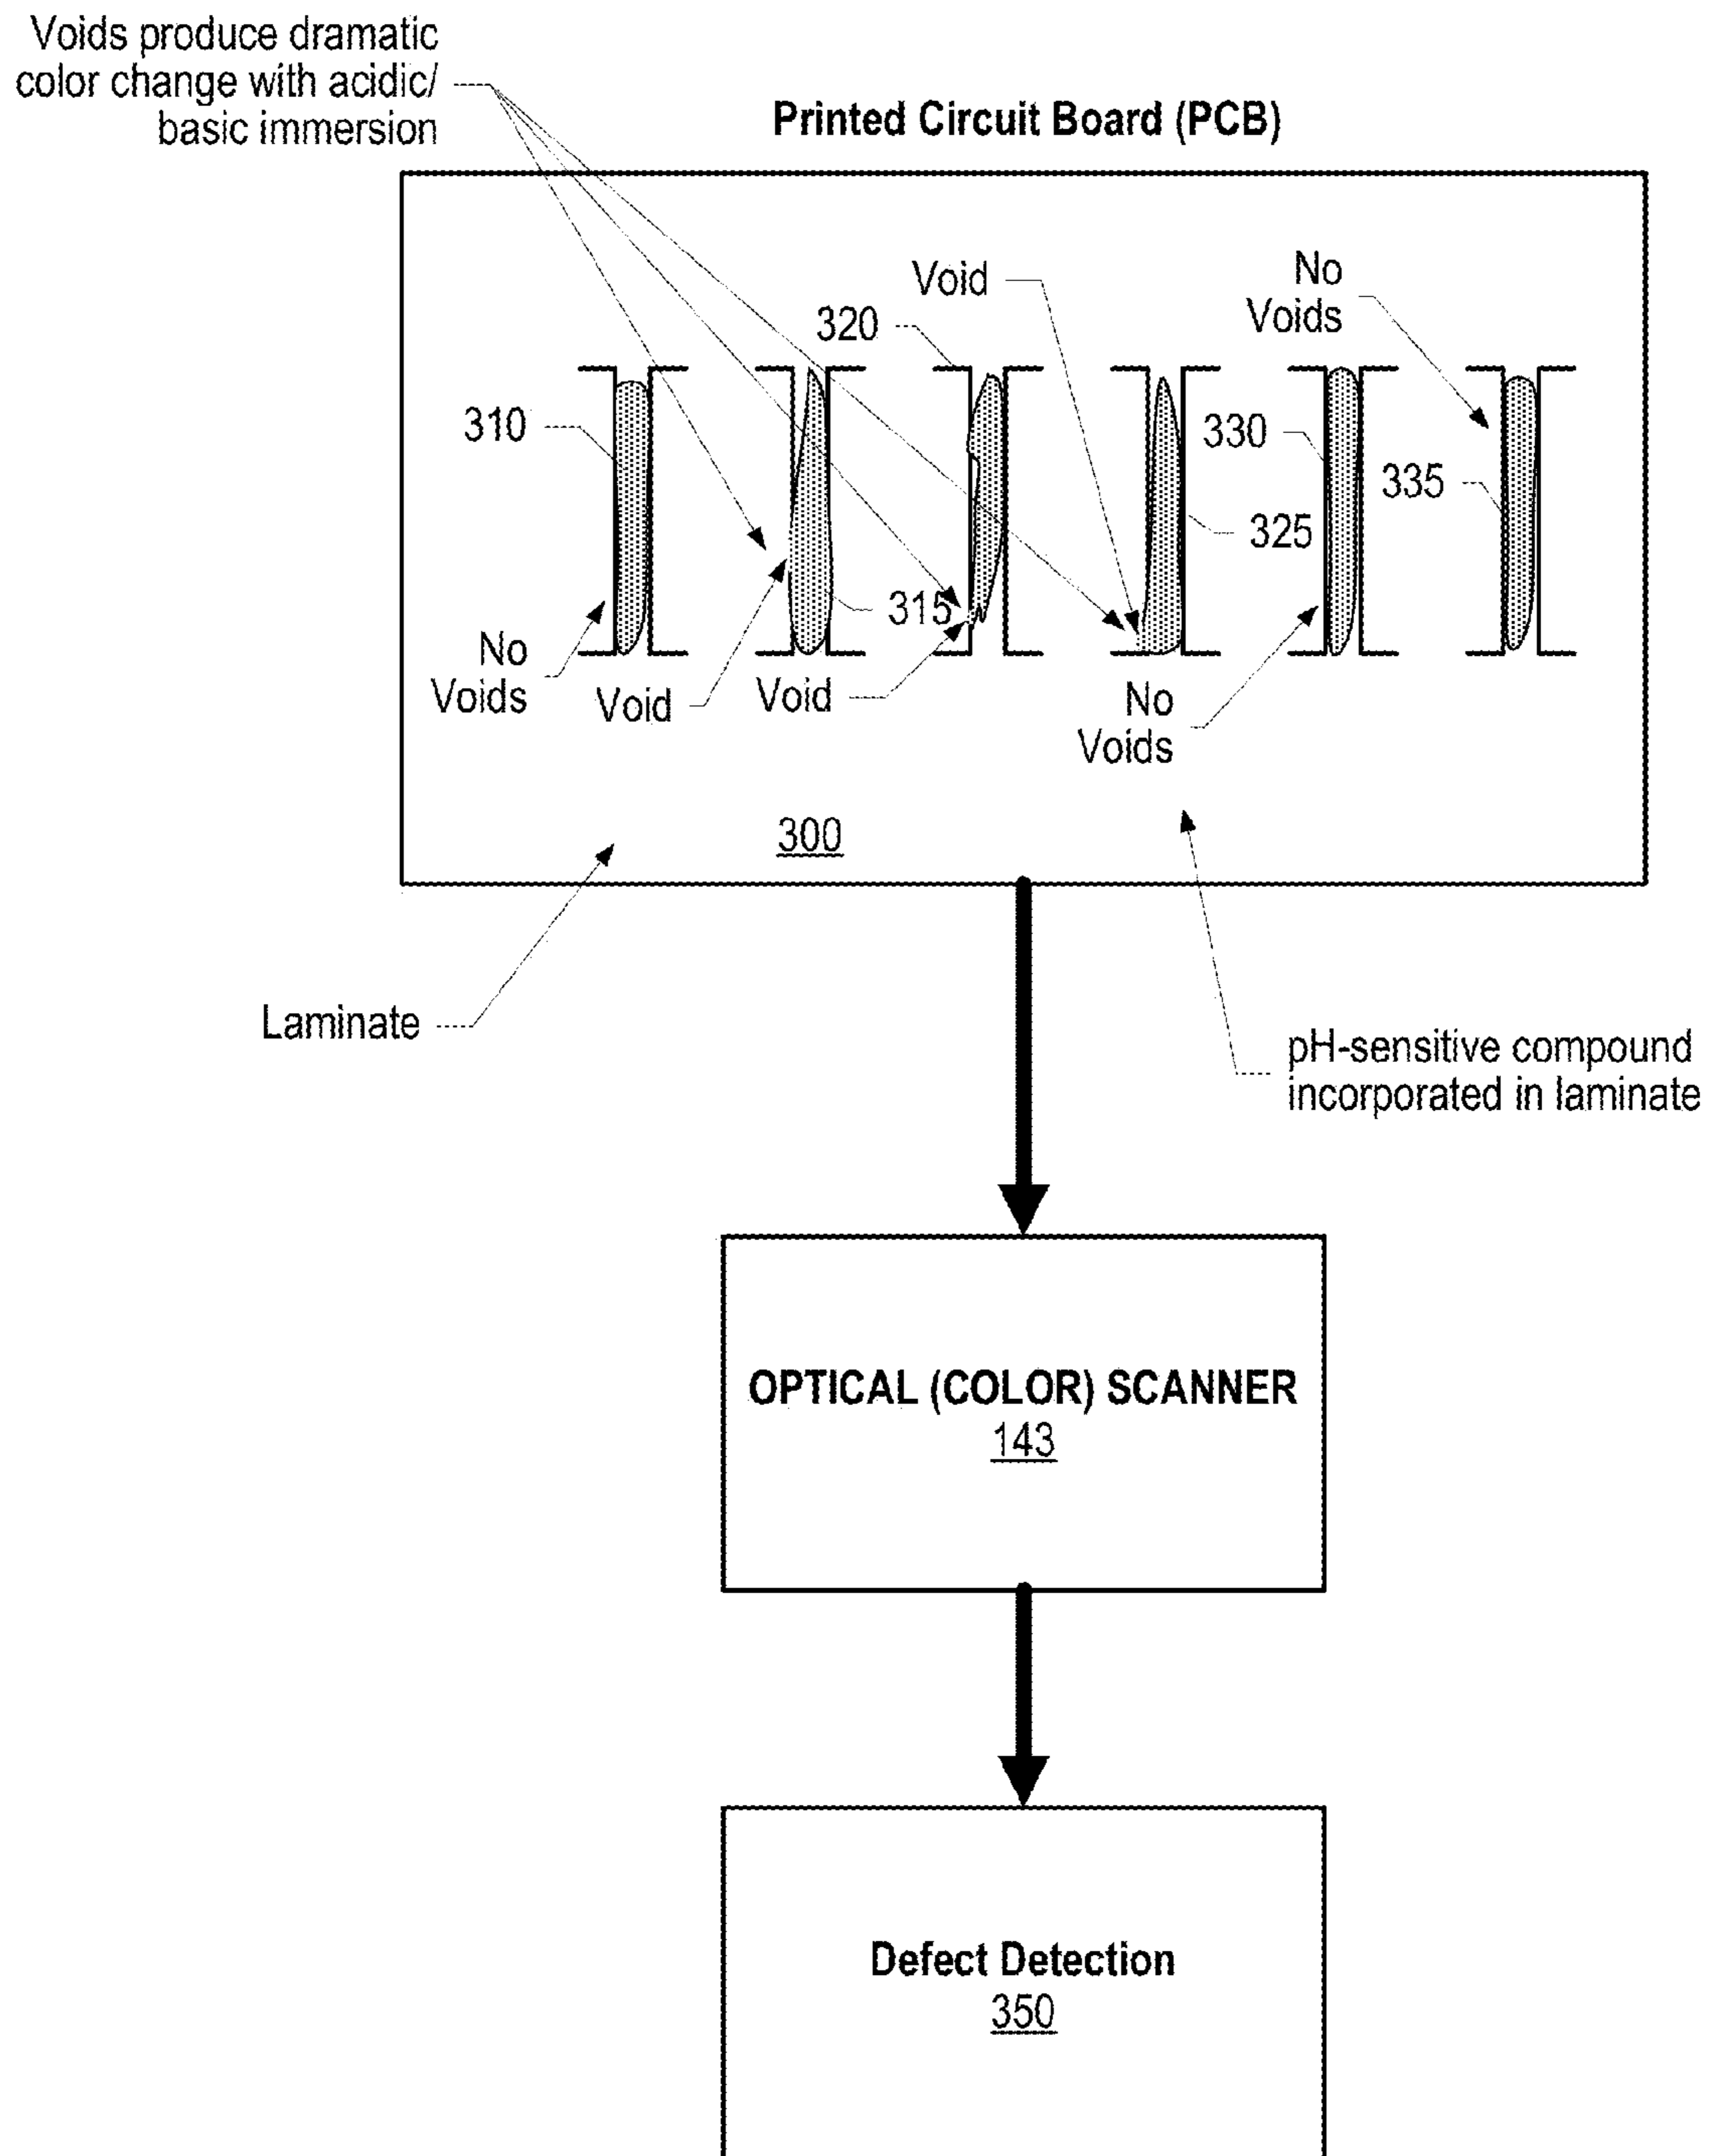 Voids produce dramatic
color change with acidic/
basic immersion
Printed Circuit Board (PCB)
Void
No
Voids
320
310
330
335
325
315
No
Voids
Void
Void
No
Voids
300
Laminate
pH-sensitive compound
incorporated in laminate
OPTICAL (COLOR) SCANNER
143
Defect Detection
350